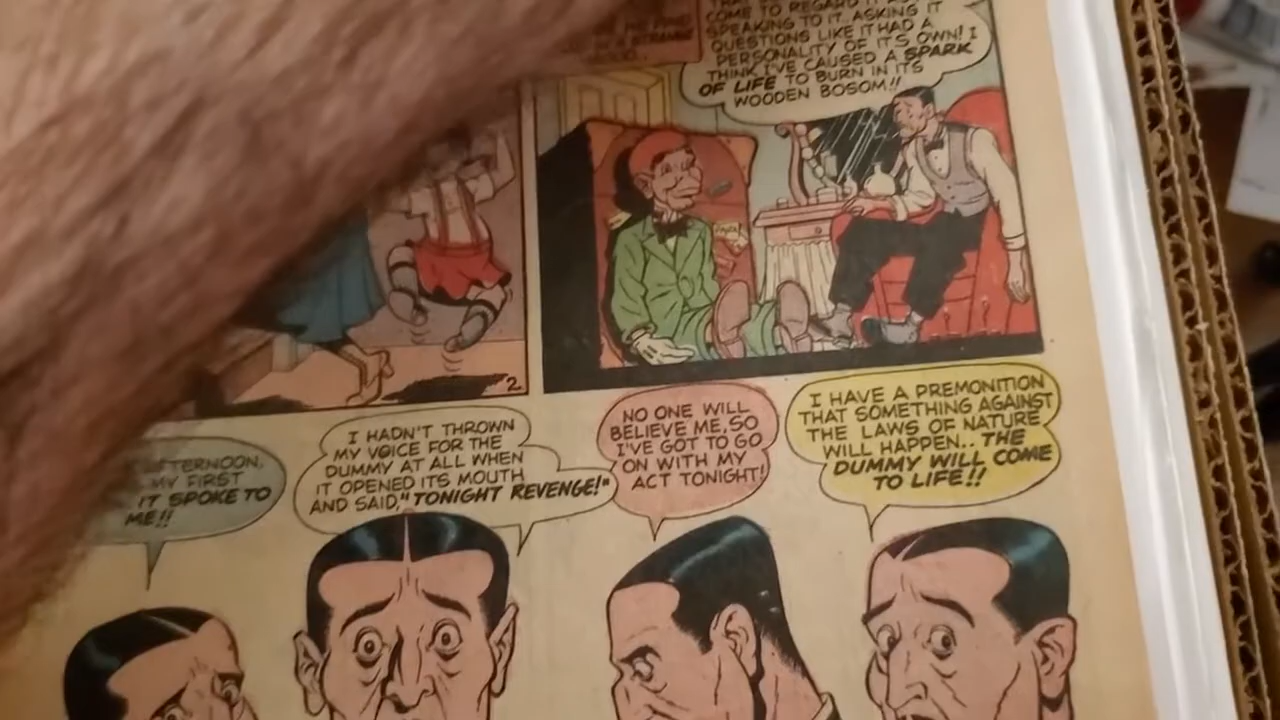 COME TO REGARD IT AS
SPEAKING TO IT.. ASKING IT
QUESTIONS LIKE IT HAD A
PERSONALITY OF ITS OWN! I
THINK I'VE CAUSED A SPARK
OF LIFE TO BURN IN ITS
WOODEN BOSOM!!
2
AFTERNOON,
MY FIRST
IT SPOKE TO
ME!!
I HADN'T THROWN
MY VOICE FOR THE
DUMMY AT ALL WHEN
IT OPENED ITS MOUTH
AND SAID, "TONIGHT REVENGE!"
NO ONE WILL
BELIEVE ME, SO
I'VE GOT TO GO
ON WITH MY
ACT TONIGHT!
I HAVE A PREMONITION
THAT SOMETHING AGAINST
THE LAWS OF NATURE
WILL HAPPEN.. THE
DUMMY WILL COME
TO LIFE!!